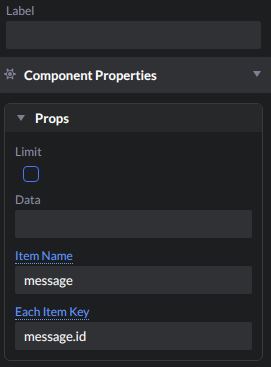 Label
Component Properties
Props
Limit
Data
Item Name
message
Each Item Key
message.id